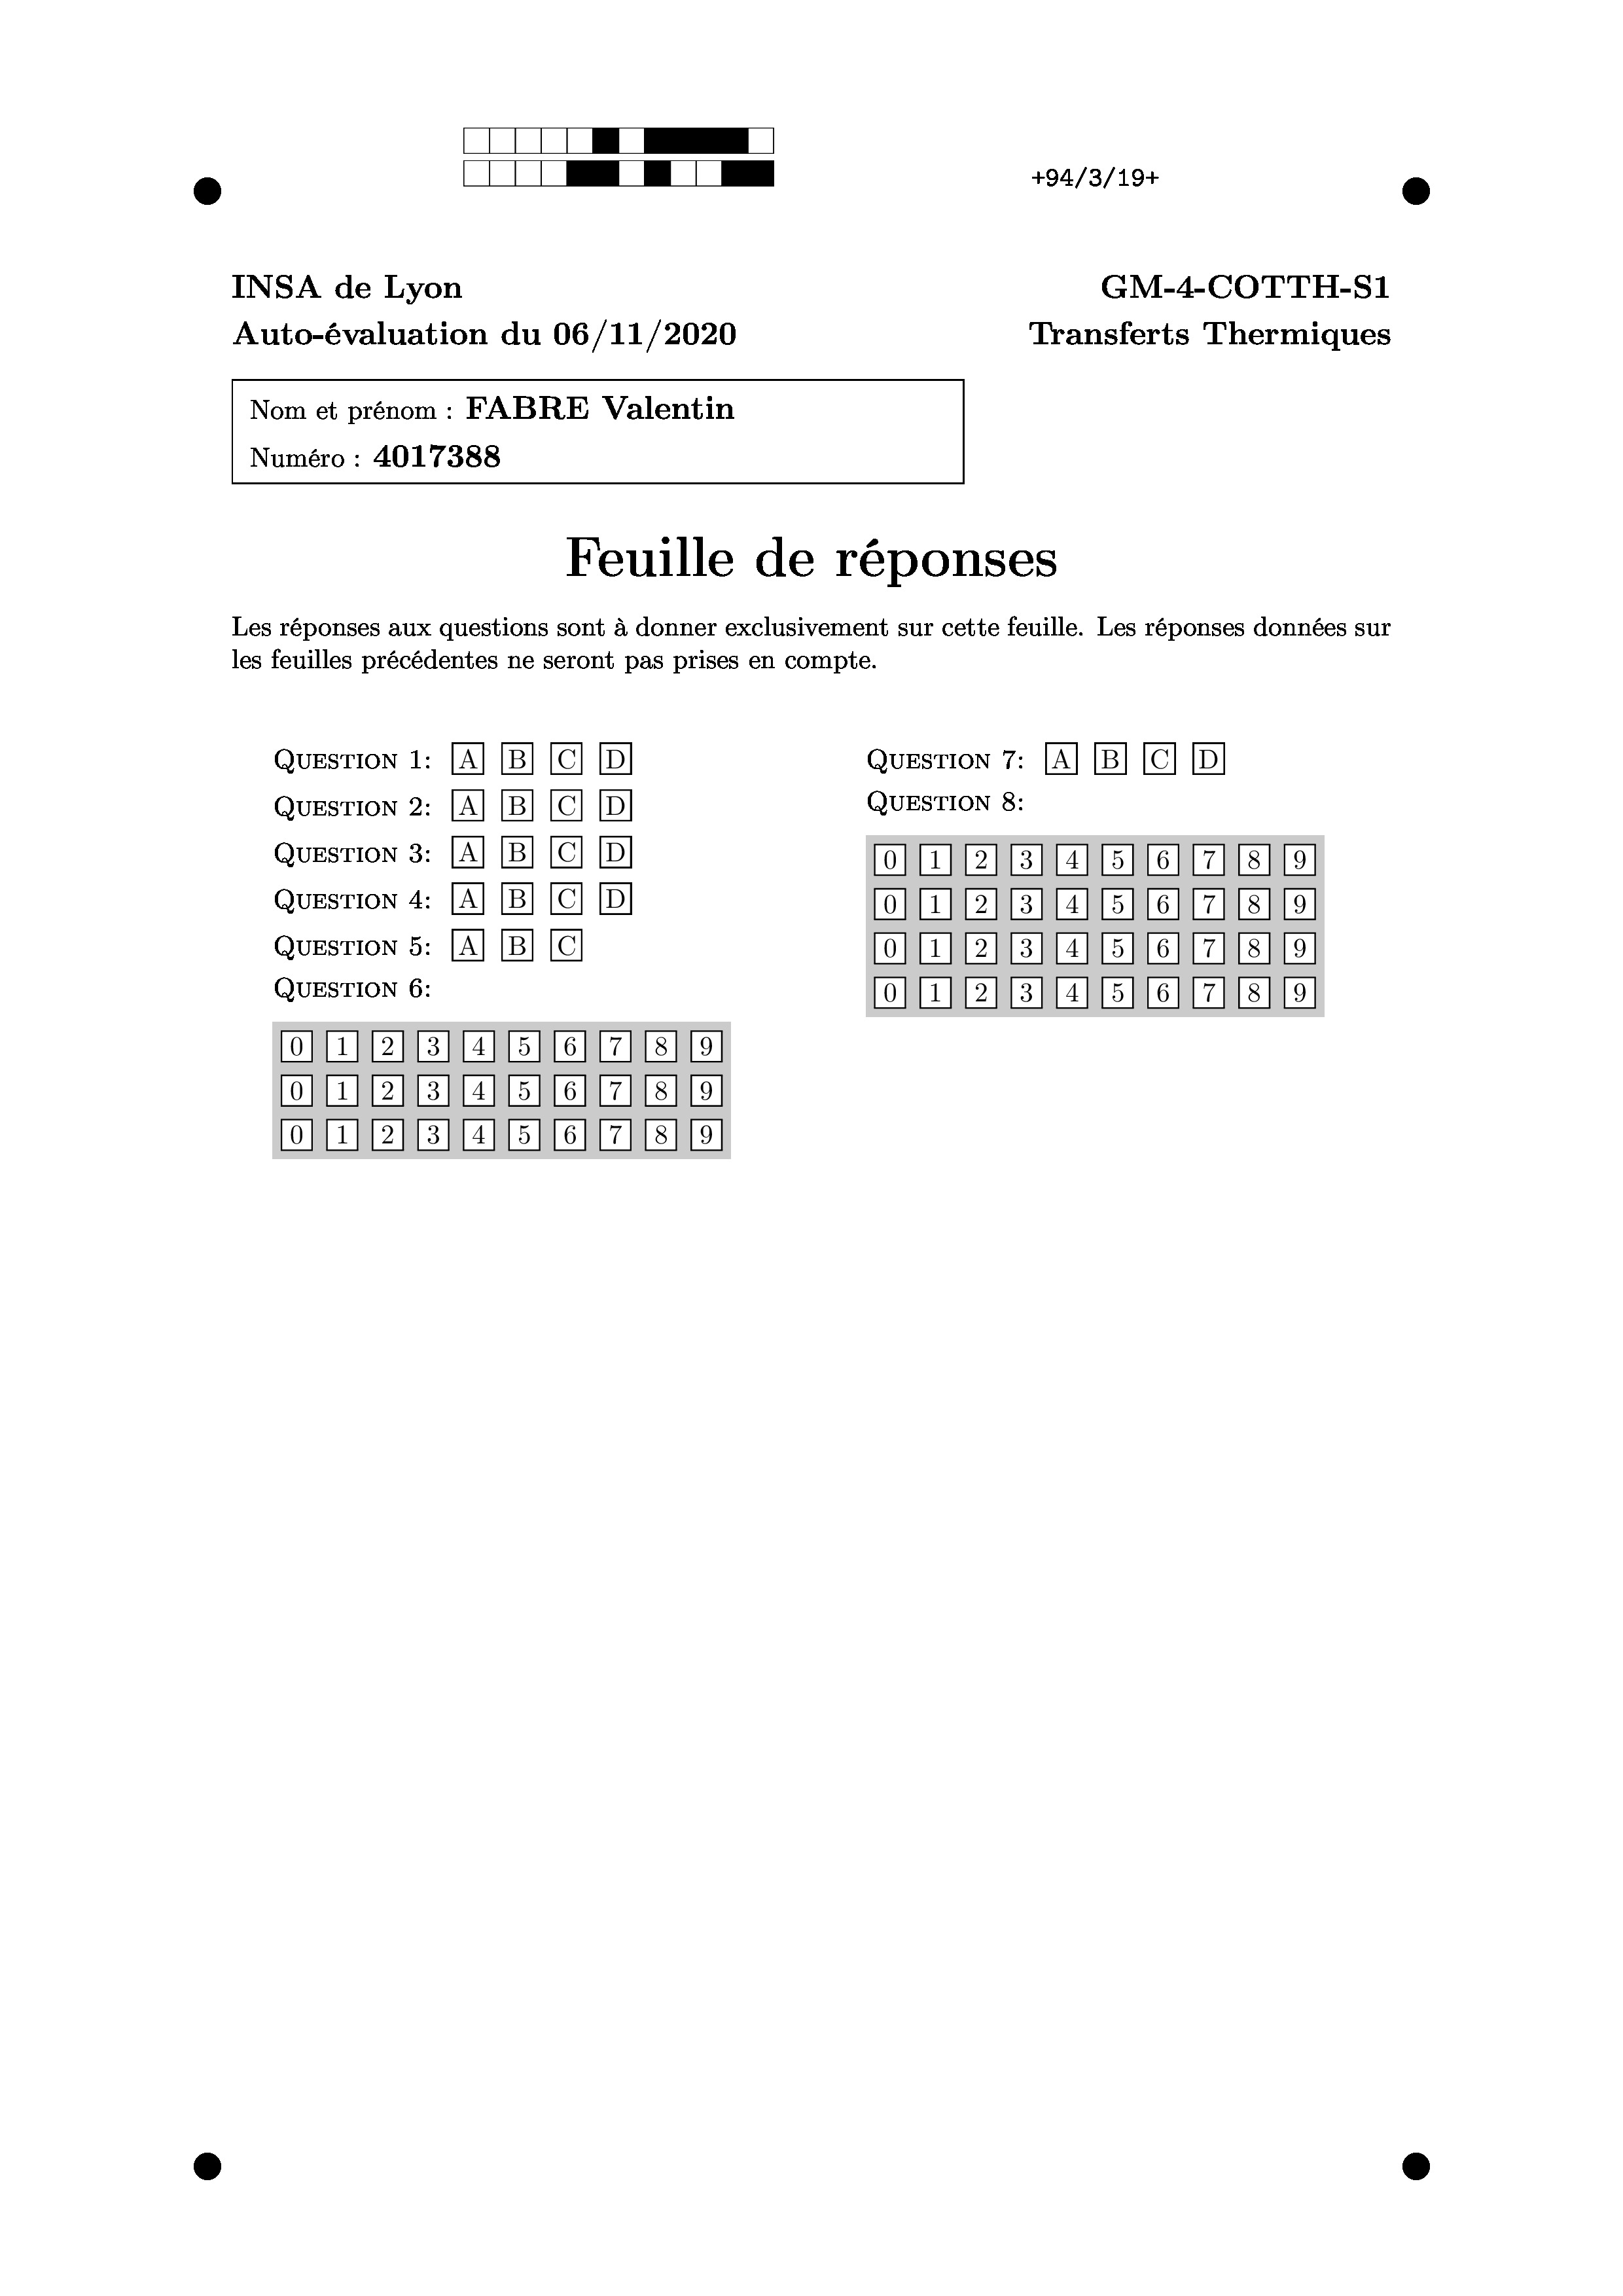 +94/3/19+
INSA de Lyon GM-4-COTTH-S1
Auto-évaluation du 06/11/2020 Transferts Thermiques
Nom et prénom : FABRE Valentin
Numéro : 4017388
Feuille de réponses
Les réponses aux questions sont à donner exclusivement sur cette feuille. Les réponses données sur
les feuilles précédentes ne seront pas prises en compte.
QUESTION 1: A B C D
QUESTION 2: A B C D
QUESTION 3: A B C D
QUESTION 4: A B C D
QUESTION 5: A B C
QUESTION 6:
0 1 2 3 4 5 6 7 8 9
0 1 2 3 4 5 6 7 8 9
0 1 2 3 4 5 6 7 8 9
QUESTION 7: A B C D
QUESTION 8:
0 1 2 3 4 5 6 7 8 9
0 1 2 3 4 5 6 7 8 9
0 1 2 3 4 5 6 7 8 9
0 1 2 3 4 5 6 7 8 9